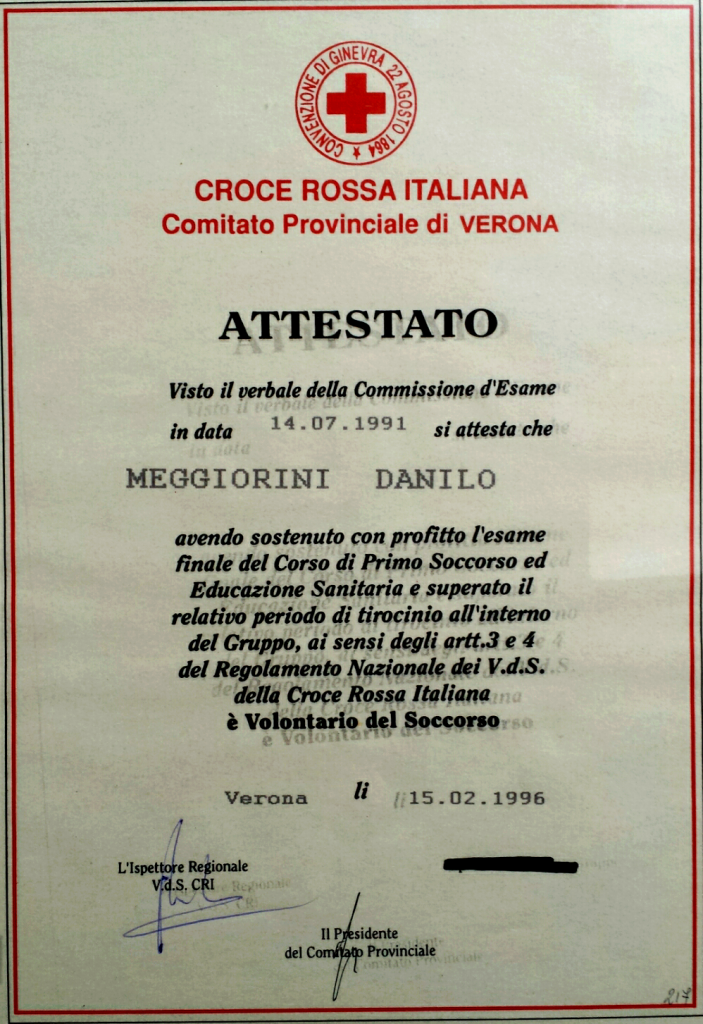 CONVENZIONE DI GINEVRA 22 AGOSTO 1864
CROCE ROSSA ITALIANA
Comitato Provinciale di VERONA
ATTESTATO
Visto il verbale della Commissione d'Esame
in data 14.07.1991 si attesta che
MEGGIORINI DANILO
avendo sostenuto con profitto l'esame
finale del Corso di Primo Soccorso ed
Educazione Sanitaria e superato il
relativo periodo di tirocinio all'interno
del Gruppo, ai sensi degli artt.3 e 4
del Regolamento Nazionale dei V.d.S.
della Croce Rossa Italiana
è Volontario del Soccorso
Verona li 15.02.1996
L'Ispettore Regionale
V.d.S. CRI
Il Presidente
del Comitato Provinciale
217